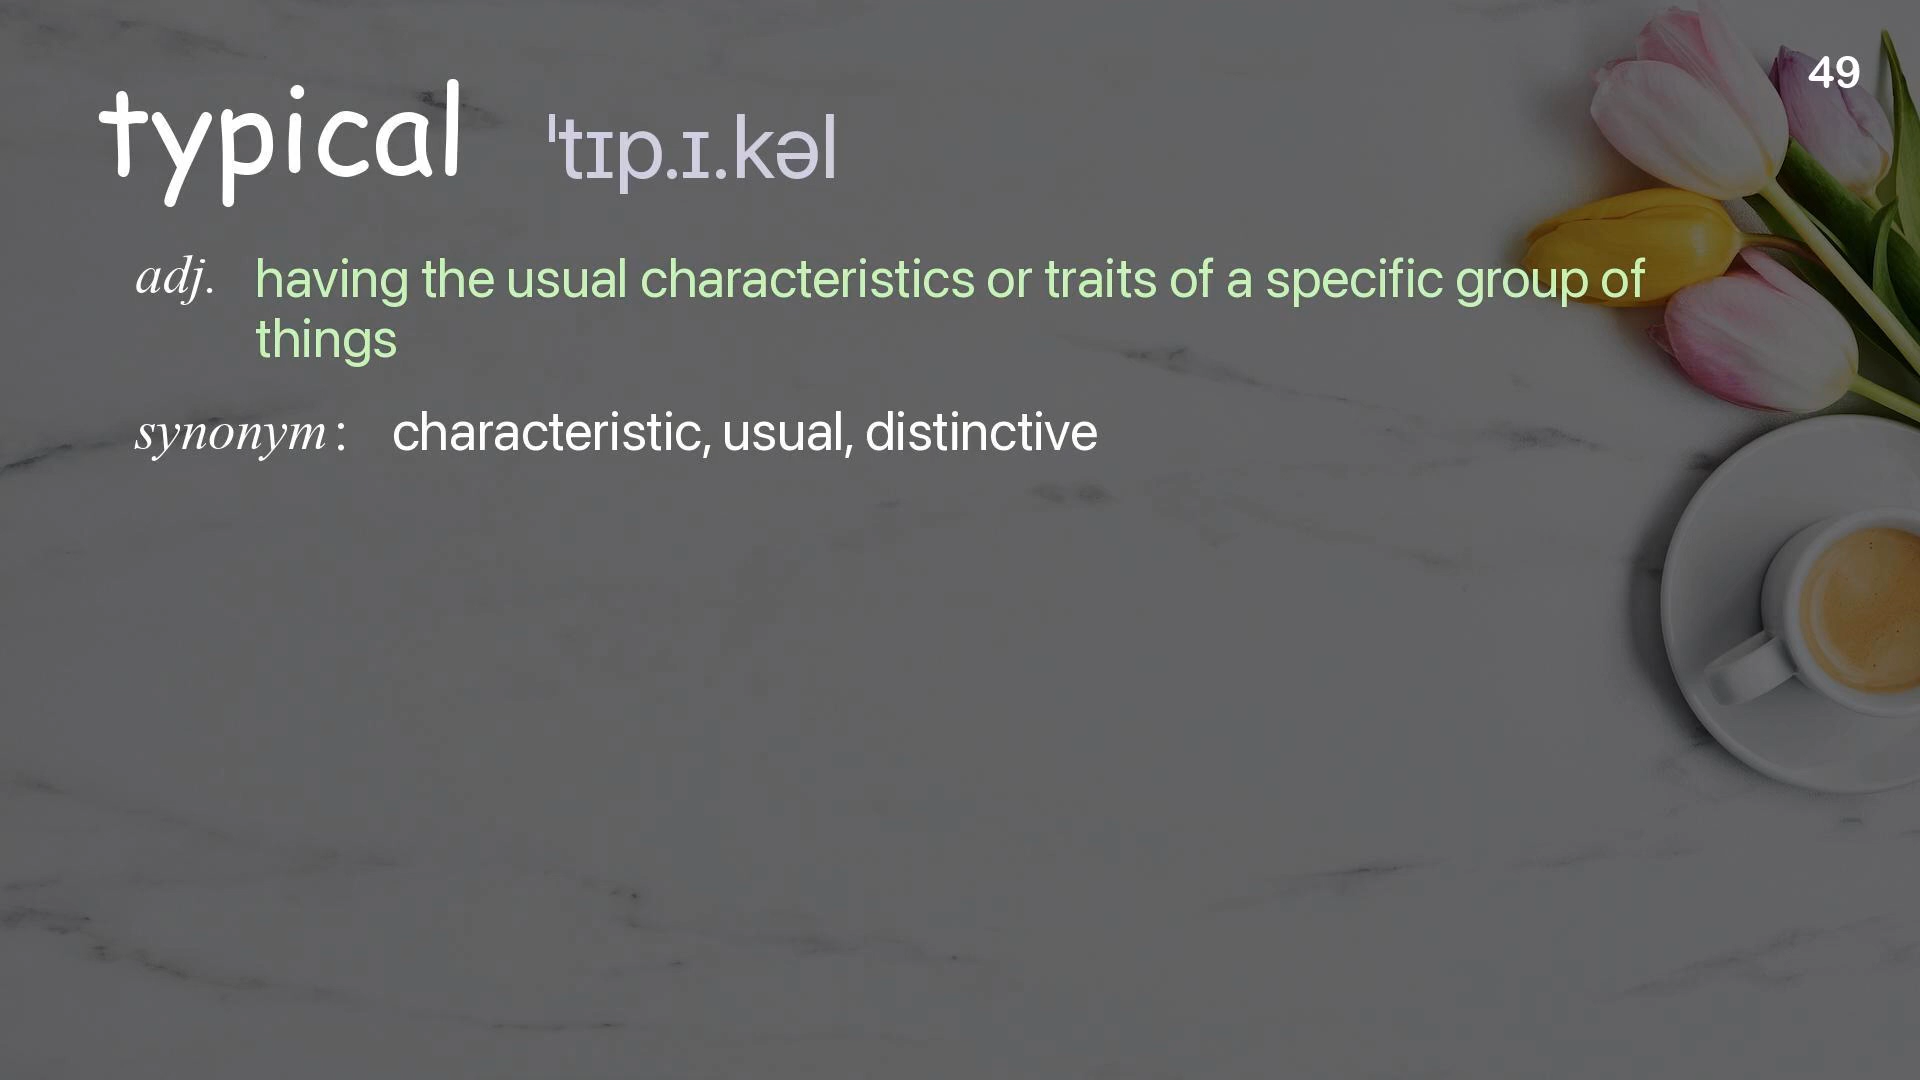 49
typical ˈtɪp.ɪ.kəl
adj. having the usual characteristics or traits of a specific group of
things
synonym : characteristic, usual, distinctive